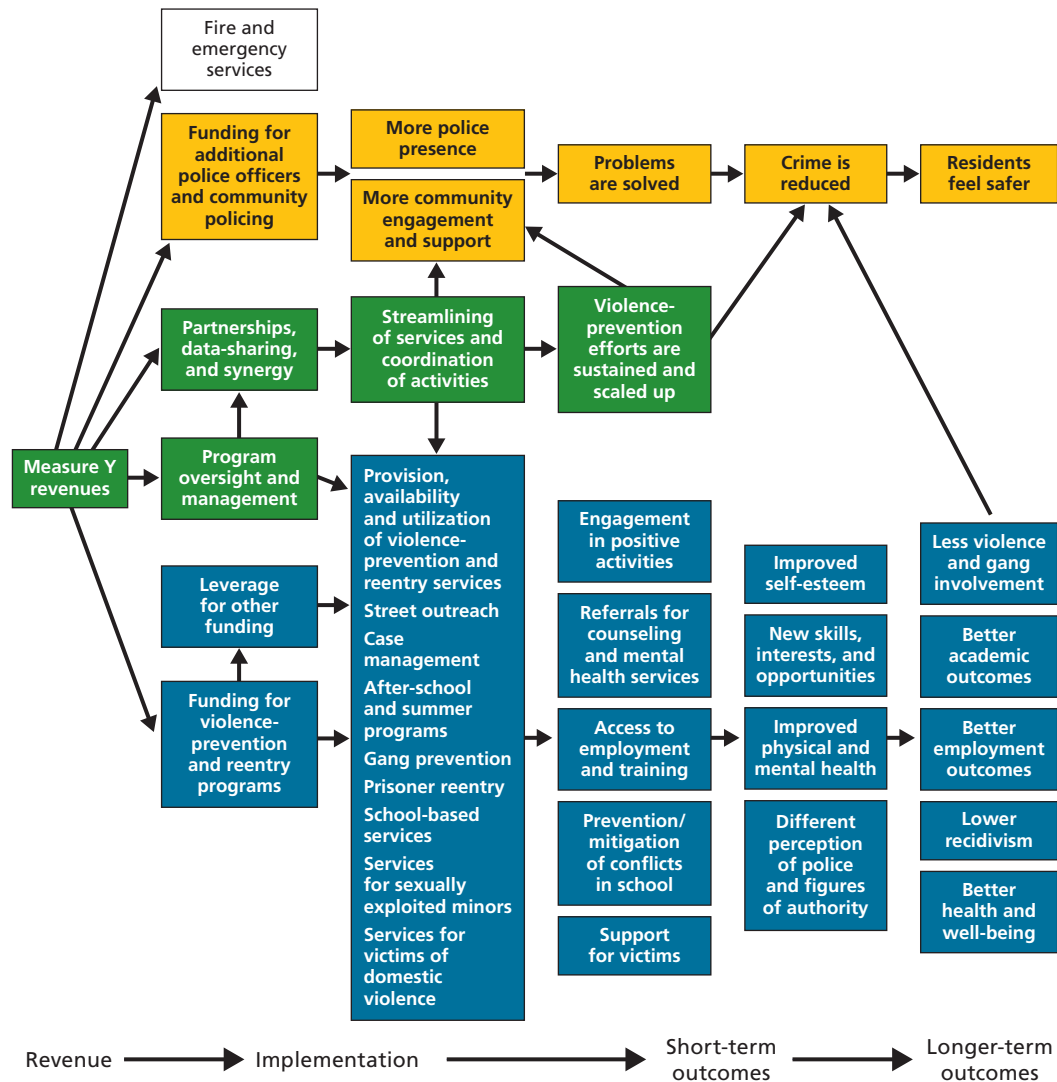 Fire and
emergency
services
Funding for
additional
police officers
and community
policing
More police
presence
More community
engagement
and support
Problems
are solved
Crime is
reduced
Residents
feel safer
Partnerships,
data-sharing,
and synergy
Streamlining
of services and
coordination
of activities
Violence-
prevention
efforts are
sustained and
scaled up
Measure Y
revenues
Program
oversight and
management
Leverage
for other
funding
Funding for
violence-
prevention
and reentry
programs
Provision,
availability
and utilization
of violence-
prevention and
reentry services
Street outreach
Case
management
After-school
and summer
programs
Gang prevention
Prisoner reentry
School-based
services
Services
for sexually
exploited minors
Services for
victims of
domestic
violence
Engagement
in positive
activities
Referrals for
counseling
and mental
health services
Access to
employment
and training
Prevention/
mitigation
of conflicts
in school
Support
for victims
Improved
self-esteem
New skills,
interests, and
opportunities
Improved
physical and
mental health
Different
perception
of police
and figures
of authority
Less violence
and gang
involvement
Better
academic
outcomes
Better
employment
outcomes
Lower
recidivism
Better
health and
well-being
Revenue
Implementation
Short-term
outcomes
Longer-term
outcomes